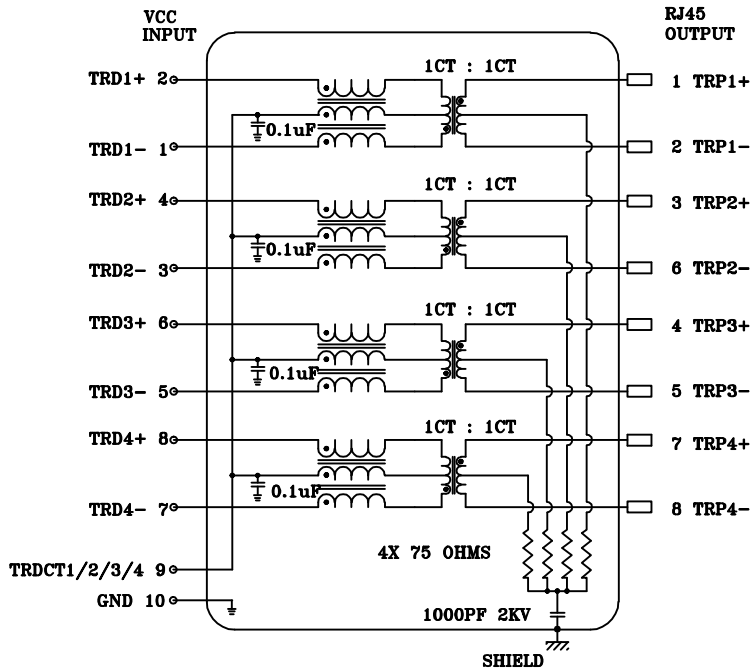 VCC
INPUT
RJ45
OUTPUT
1CT : 1CT
TRD1+ 2
1 TRP1+
0.1uF
TRD1- 1
2 TRP1-
1CT : 1CT
TRD2+ 4
3 TRP2+
0.1uF
TRD2- 3
6 TRP2-
1CT : 1CT
TRD3+ 6
4 TRP3+
0.1uF
TRD3- 5
5 TRP3-
1CT : 1CT
TRD4+ 8
7 TRP4+
0.1uF
TRD4- 7
8 TRP4-
4X 75 OHMS
TRDCT1/2/3/4 9
GND 10
1000PF 2KV
SHIELD